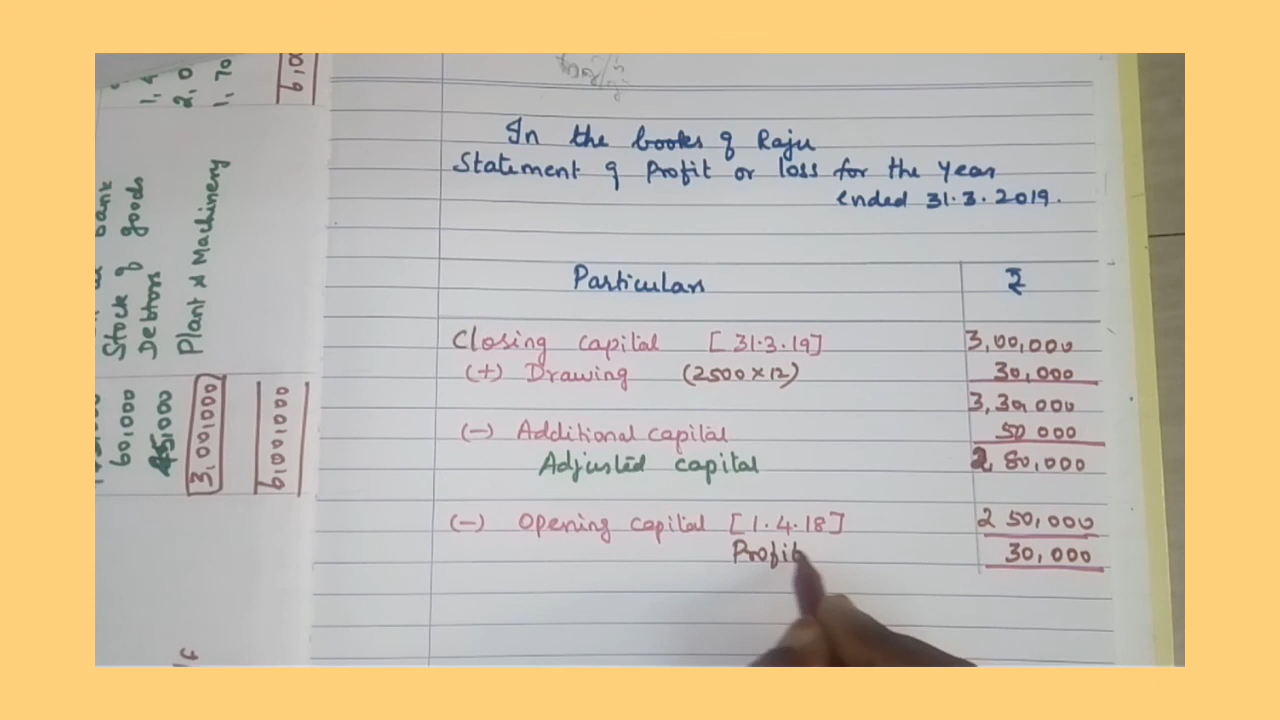 In the books of Raju
Statement of Profit or loss for the year
ended 31.3.2019.
Particulars ₹
Closing capital [31.3.19] 3,00,000
(+) Drawing (2500×12) 30,000
3,30,000
(-) Additional capital 50 000
Adjusted capital 2,80,000
(-) Opening capital [1.4.18] 2 50,000
Profit 30,000
Stock of goods 60,000
Debtors 45,000
Plant & Machinery 3,00,000
6,00,000